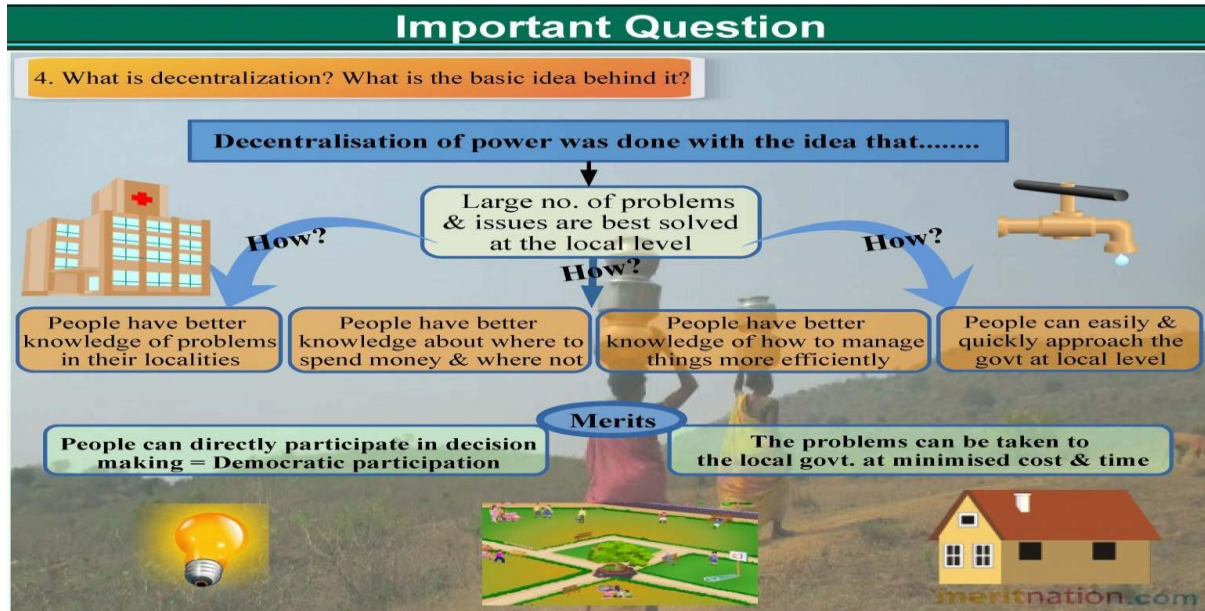 Important Question
4. What is decentralization? What is the basic idea behind it?
Decentralisation of power was done with the idea that........
Large no. of problems
& issues are best solved
at the local level
How?
How?
How?
People have better
knowledge of problems
in their localities
People have better
knowledge about where to
spend money & where not
People have better
knowledge of how to manage
things more efficiently
People can easily &
quickly approach the
govt at local level
Merits
People can directly participate in decision
making = Democratic participation
The problems can be taken to
the local govt. at minimised cost & time
meritnation.com